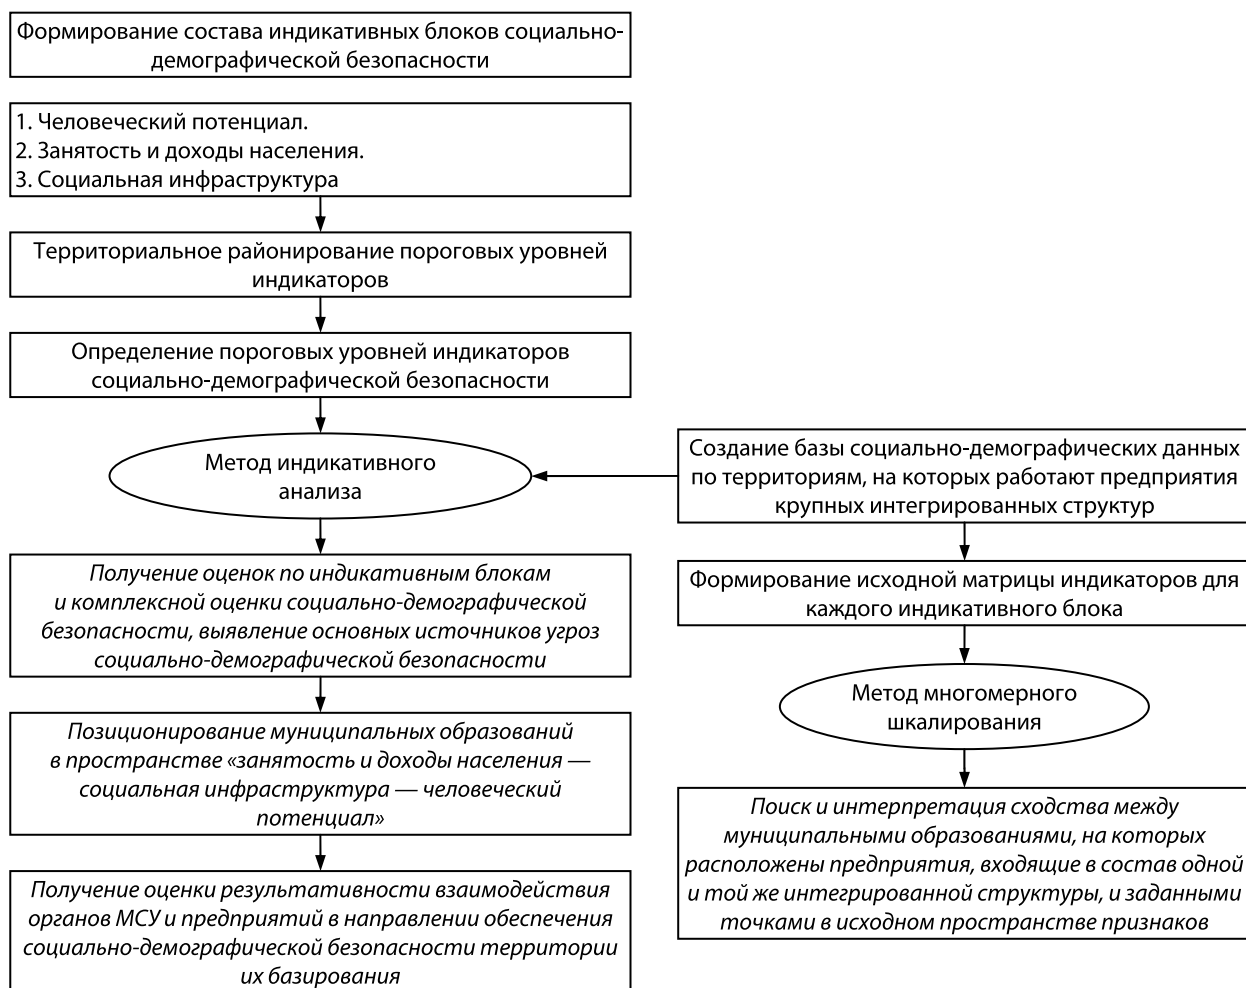 Формирование состава индикативных блоков социально-
демографической безопасности
1. Человеческий потенциал.
2. Занятость и доходы населения.
3. Социальная инфраструктура
Территориальное районирование пороговых уровней
индикаторов
Определение пороговых уровней индикаторов
социально-демографической безопасности
Метод индикативного
анализа
Получение оценок по индикативным блокам
и комплексной оценки социально-демографической
безопасности, выявление основных источников угроз
социально-демографической безопасности
Позиционирование муниципальных образований
в пространстве «занятость и доходы населения —
социальная инфраструктура — человеческий
потенциал»
Получение оценки результативности взаимодействия
органов МСУ и предприятий в направлении обеспечения
социально-демографической безопасности территории
их базирования
Создание базы социально-демографических данных
по территориям, на которых работают предприятия
крупных интегрированных структур
Формирование исходной матрицы индикаторов для
каждого индикативного блока
Метод многомерного
шкалирования
Поиск и интерпретация сходства между
муниципальными образованиями, на которых
расположены предприятия, входящие в состав одной
и той же интегрированной структуры, и заданными
точками в исходном пространстве признаков